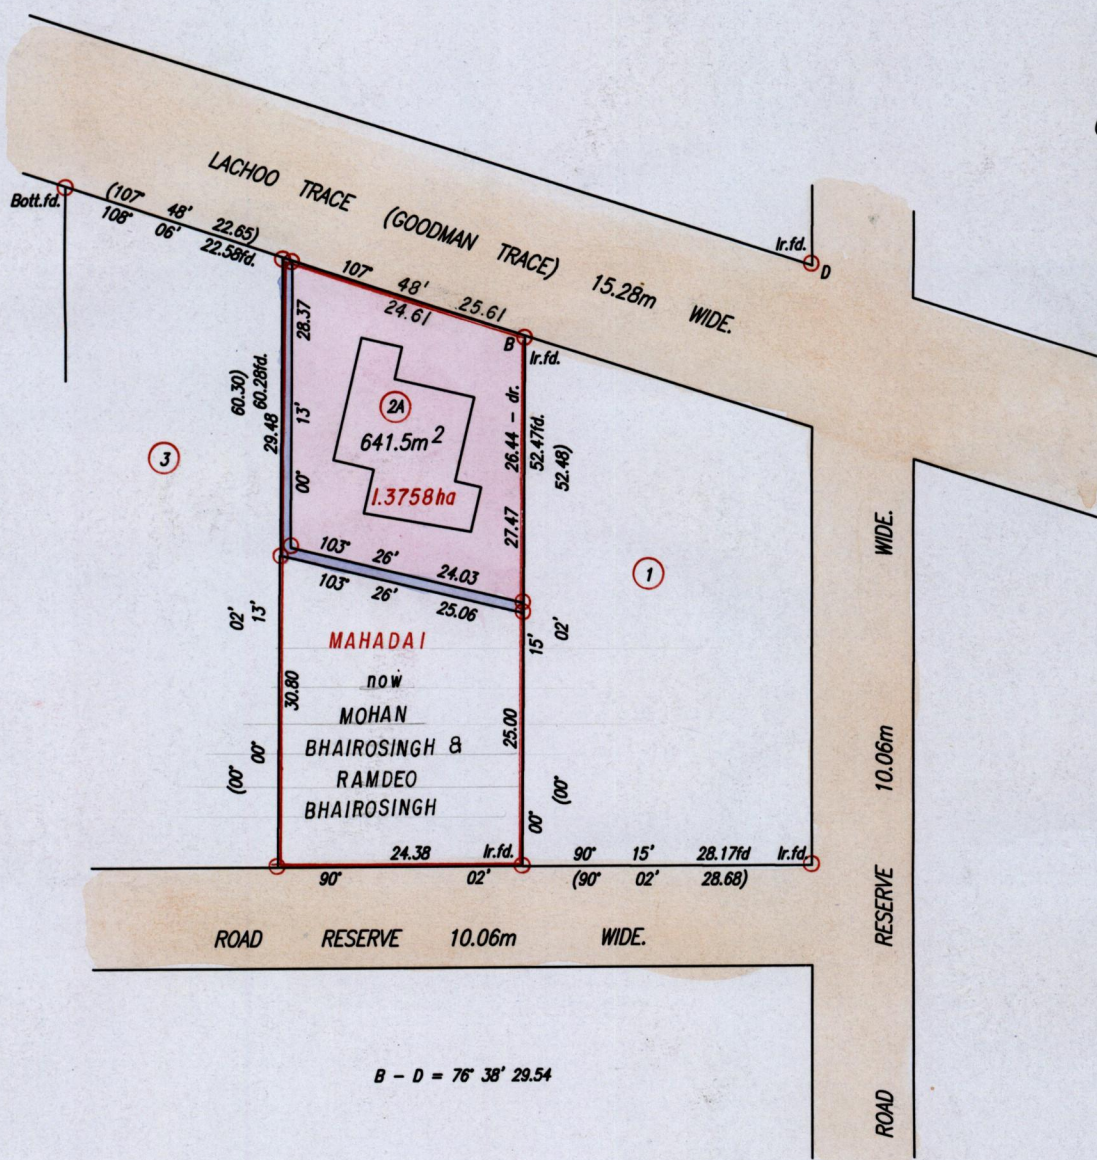 LACHOO TRACE (GOODMAN TRACE) 15.28m WIDE.
Bott.fd.
(107° 48' 22.65)
108° 06' 22.58fd.
Ir.fd.
D
107° 48' 25.61
24.61
B
Ir.fd.
28.37
13'
00°
60.30)
60.28fd.
29.48
2A
641.5m2
1.3758ha
26.44 - dr.
52.47fd.
52.48)
27.47
3
1
103° 26' 24.03
103° 26' 25.06
02'
13'
15'
02'
MAHADAI
now
MOHAN
BHAIROSINGH &
RAMDEO
BHAIROSINGH
30.80
25.00
(00°
00°
00°
(00°
24.38
Ir.fd.
90° 02'
90° 15' 28.17fd
Ir.fd.
(90° 02' 28.68)
ROAD RESERVE 10.06m WIDE.
ROAD RESERVE 10.06m WIDE.
B - D = 76° 38' 29.54